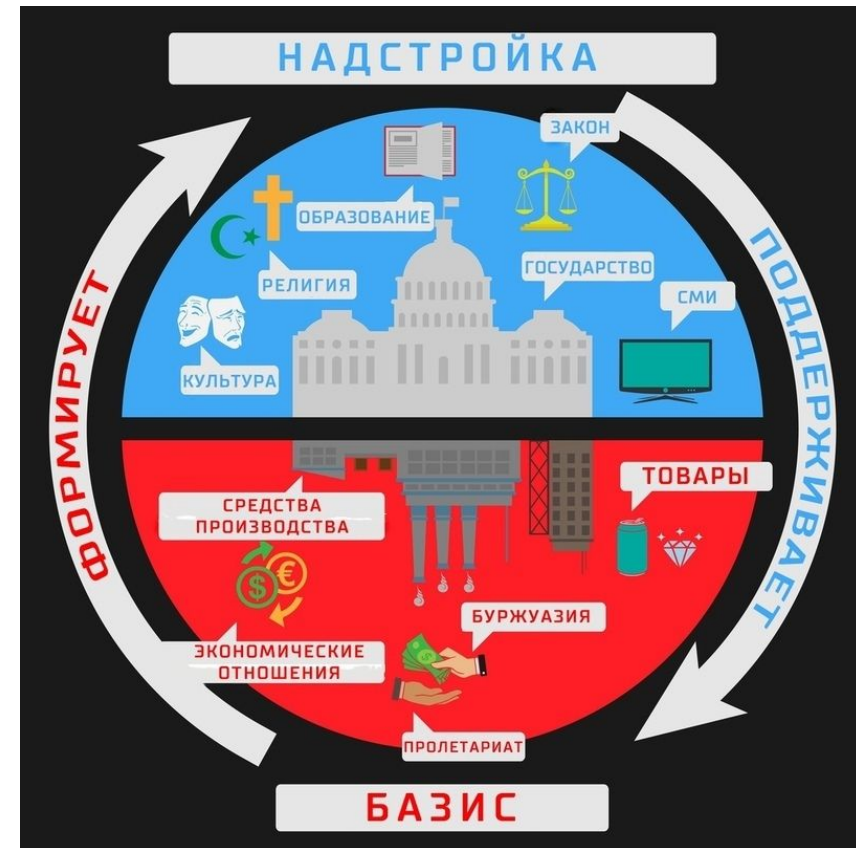 НАДСТРОЙКА
ЗАКОН
ОБРАЗОВАНИЕ
ГОСУДАРСТВО
РЕЛИГИЯ
СМИ
КУЛЬТУРА
ФОРМИРУЕТ
ПОДДЕРЖИВАЕТ
ТОВАРЫ
СРЕДСТВА
ПРОИЗВОДСТВА
$
€
БУРЖУАЗИЯ
ЭКОНОМИЧЕСКИЕ
ОТНОШЕНИЯ
ПРОЛЕТАРИАТ
БАЗИС